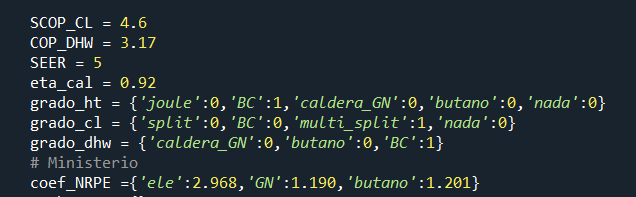 SCOP_CL = 4.6
COP_DHW = 3.17
SEER = 5
eta_cal = 0.92
grado_ht = {'joule':0,'BC':1,'caldera_GN':0,'butano':0,'nada':0}
grado_cl = {'split':0,'BC':0,'multi_split':1,'nada':0}
grado_dhw = {'caldera_GN':0,'butano':0,'BC':1}
# Ministerio
coef_NRPE ={'ele':2.968,'GN':1.190,'butano':1.201}